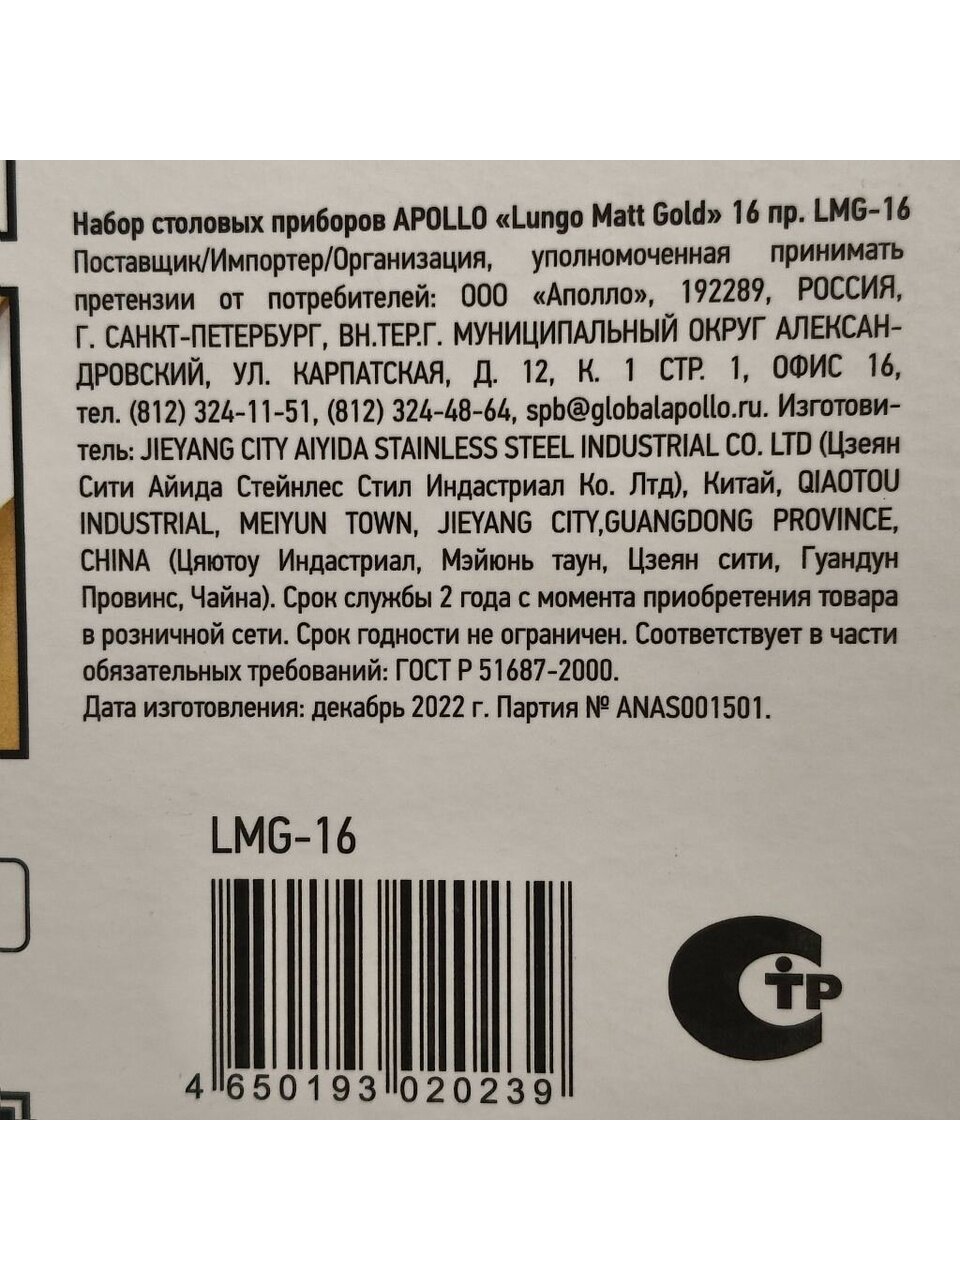 Набор столовых приборов APOLLO «Lungo Matt Gold» 16 пр. LMG-16
Поставщик/Импортер/Организация, уполномоченная принимать
претензии от потребителей: ООО «Аполло», 192289, РОССИЯ,
Г. САНКТ-ПЕТЕРБУРГ, ВН.ТЕР.Г. МУНИЦИПАЛЬНЫЙ ОКРУГ АЛЕКСАН-
ДРОВСКИЙ, УЛ. КАРПАТСКАЯ, Д. 12, К. 1 СТР. 1, ОФИС 16,
тел. (812) 324-11-51, (812) 324-48-64, spb@globalapollo.ru. Изготови-
тель: JIEYANG CITY AIYIDA STAINLESS STEEL INDUSTRIAL CO. LTD (Цзеян
Сити Айида Стейнлес Стил Индастриал Ко. Лтд), Китай, QIAOTOU
INDUSTRIAL, MEIYUN TOWN, JIEYANG CITY,GUANGDONG PROVINCE,
CHINA (Цяютоу Индастриал, Мэйюнь таун, Цзеян сити, Гуандун
Провинс, Чайна). Срок службы 2 года с момента приобретения товара
в розничной сети. Срок годности не ограничен. Соответствует в части
обязательных требований: ГОСТ Р 51687-2000.
Дата изготовления: декабрь 2022 г. Партия № ANAS001501.
LMG-16
4 650193 020239
СТР